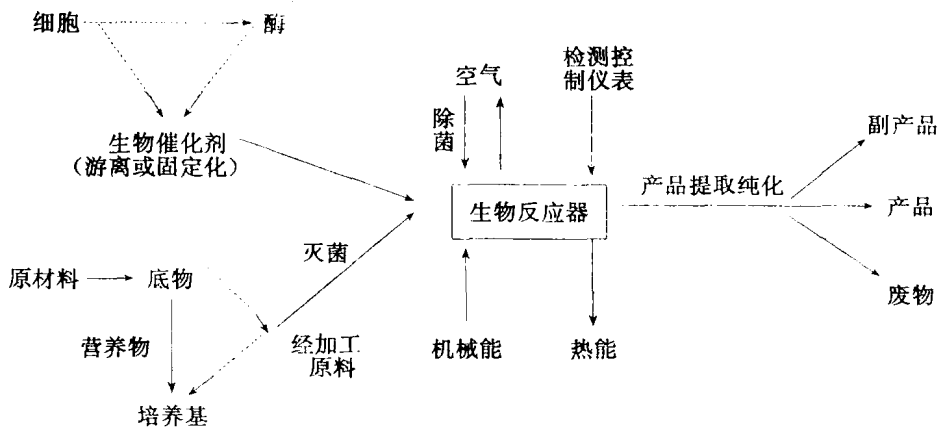 细胞
酶
生物催化剂
(游离或固定化)
空气
除菌
检测控
制仪表
生物反应器
产品提取纯化
副产品
产品
废物
灭菌
原材料
底物
营养物
经加工
原料
培养基
机械能
热能